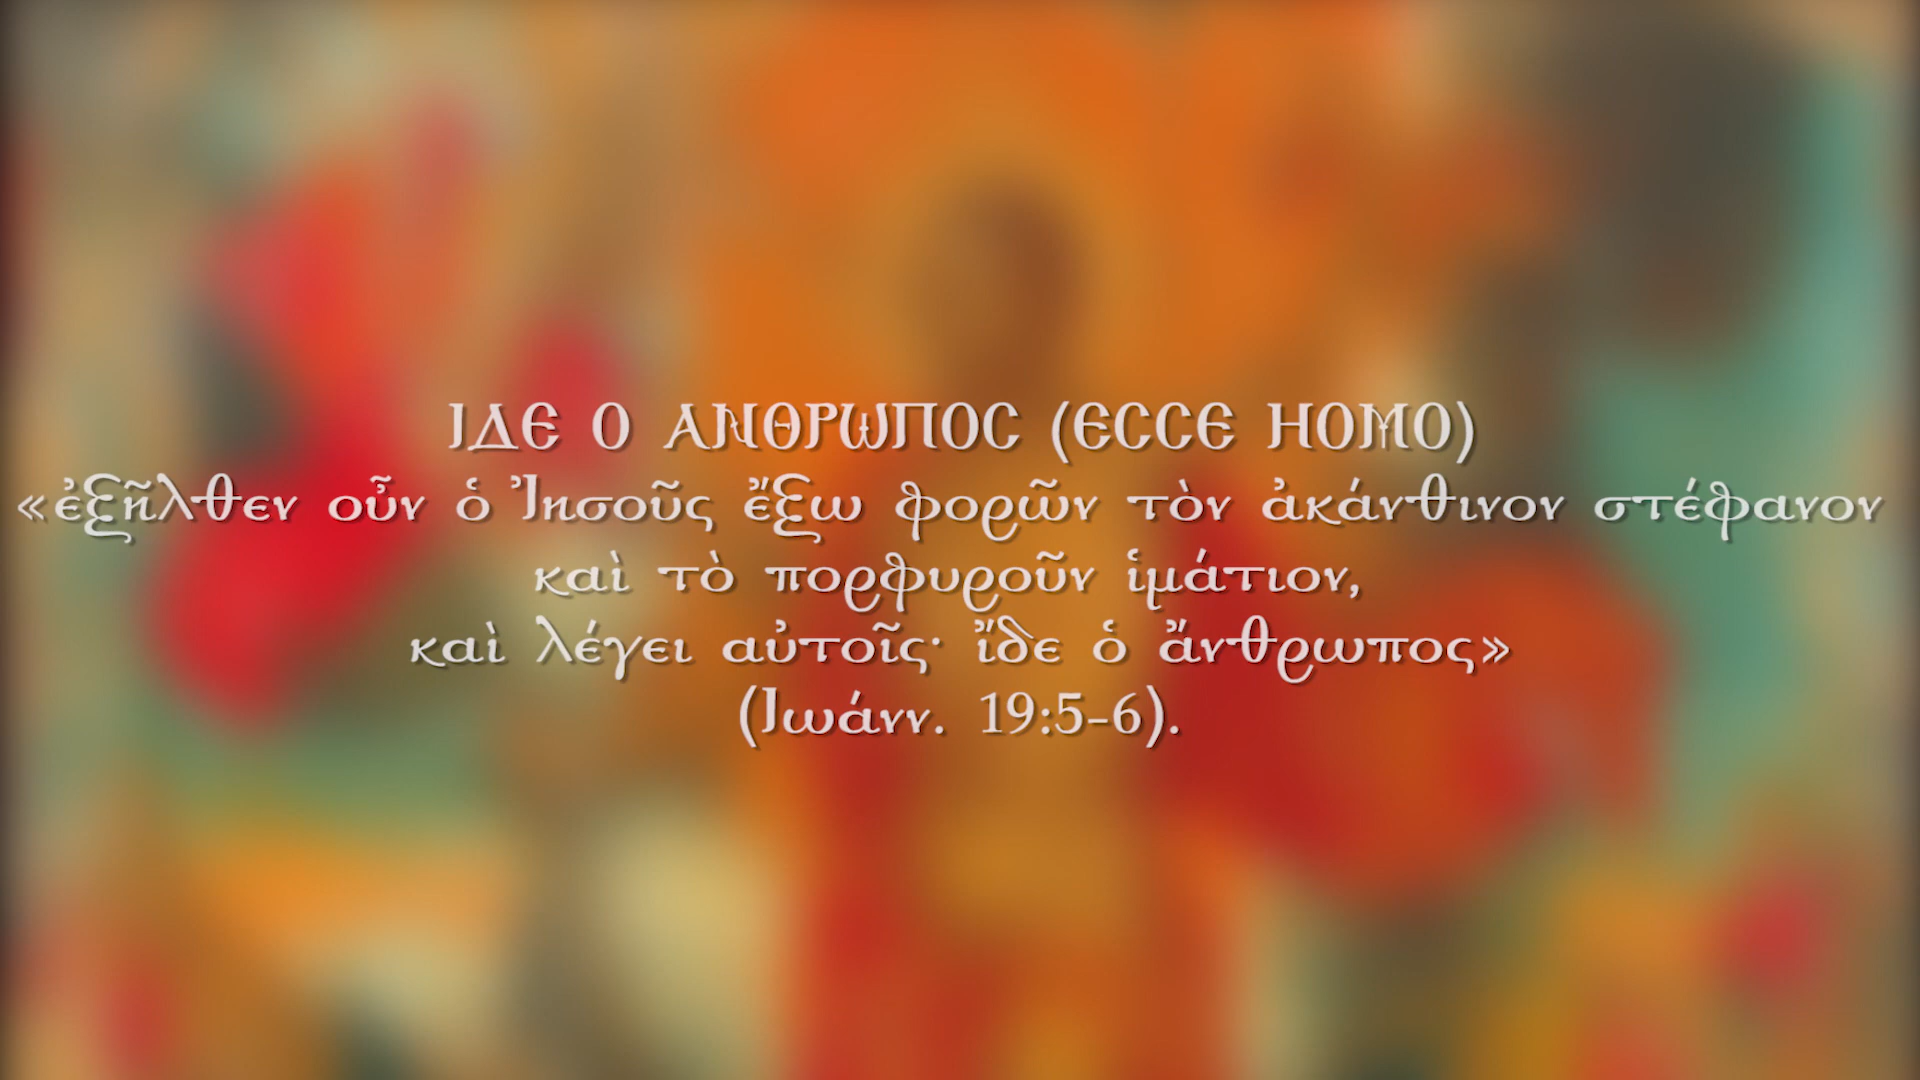 ΙΔΕ Ο ΑΝΘΡΩΠΟΣ (ECCE HOMO)
«ἐξῆλθεν οὖν ὁ Ἰησοῦς ἔξω φορῶν τὸν ἀκάνθινον στέφανον
καὶ τὸ πορφυροῦν ἱμάτιον,
καὶ λέγει αὐτοῖς· ἴδε ὁ ἄνθρωπος»
(Ιωάνν. 19:5-6).